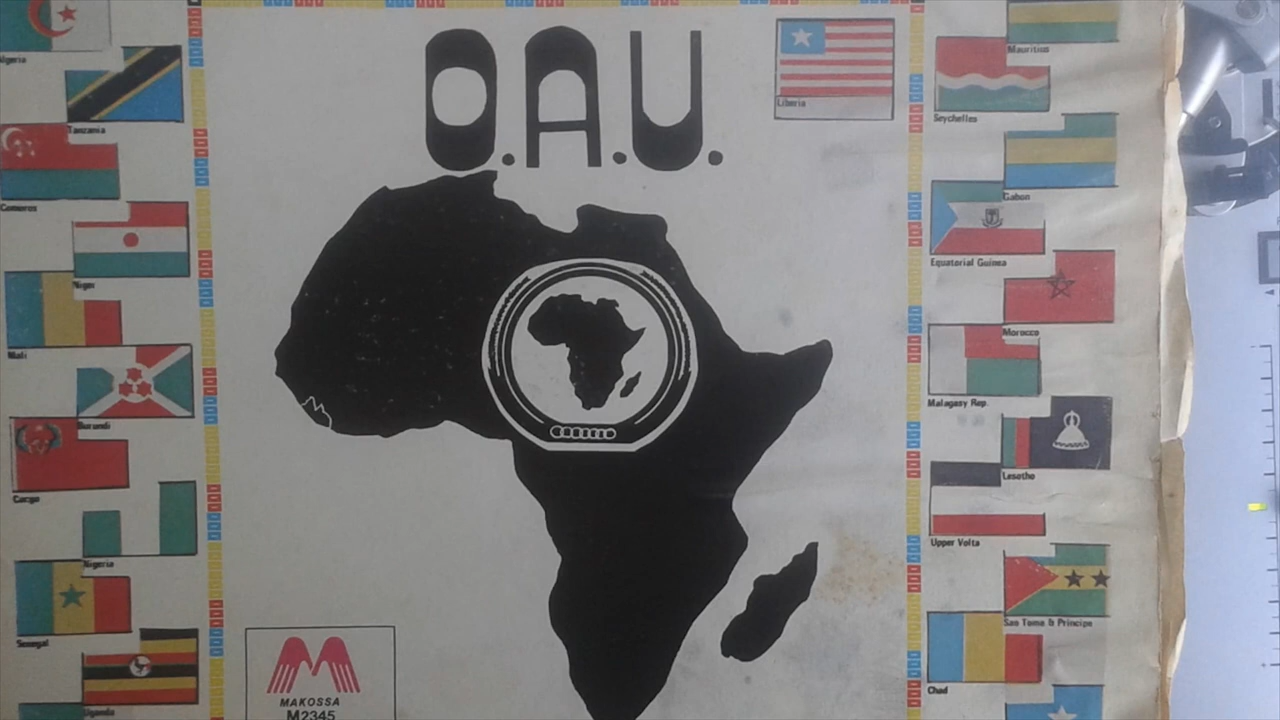 O.A.U.
Algeria
Tanzania
Comoros
Niger
Mali
Burundi
Congo
Nigeria
Senegal
Uganda
Liberia
MAKOSSA
M2345
Mauritius
Seychelles
Gabon
Equatorial Guinea
Morocco
Malagasy Rep.
Lesotho
Upper Volta
Sao Tome & Principe
Chad